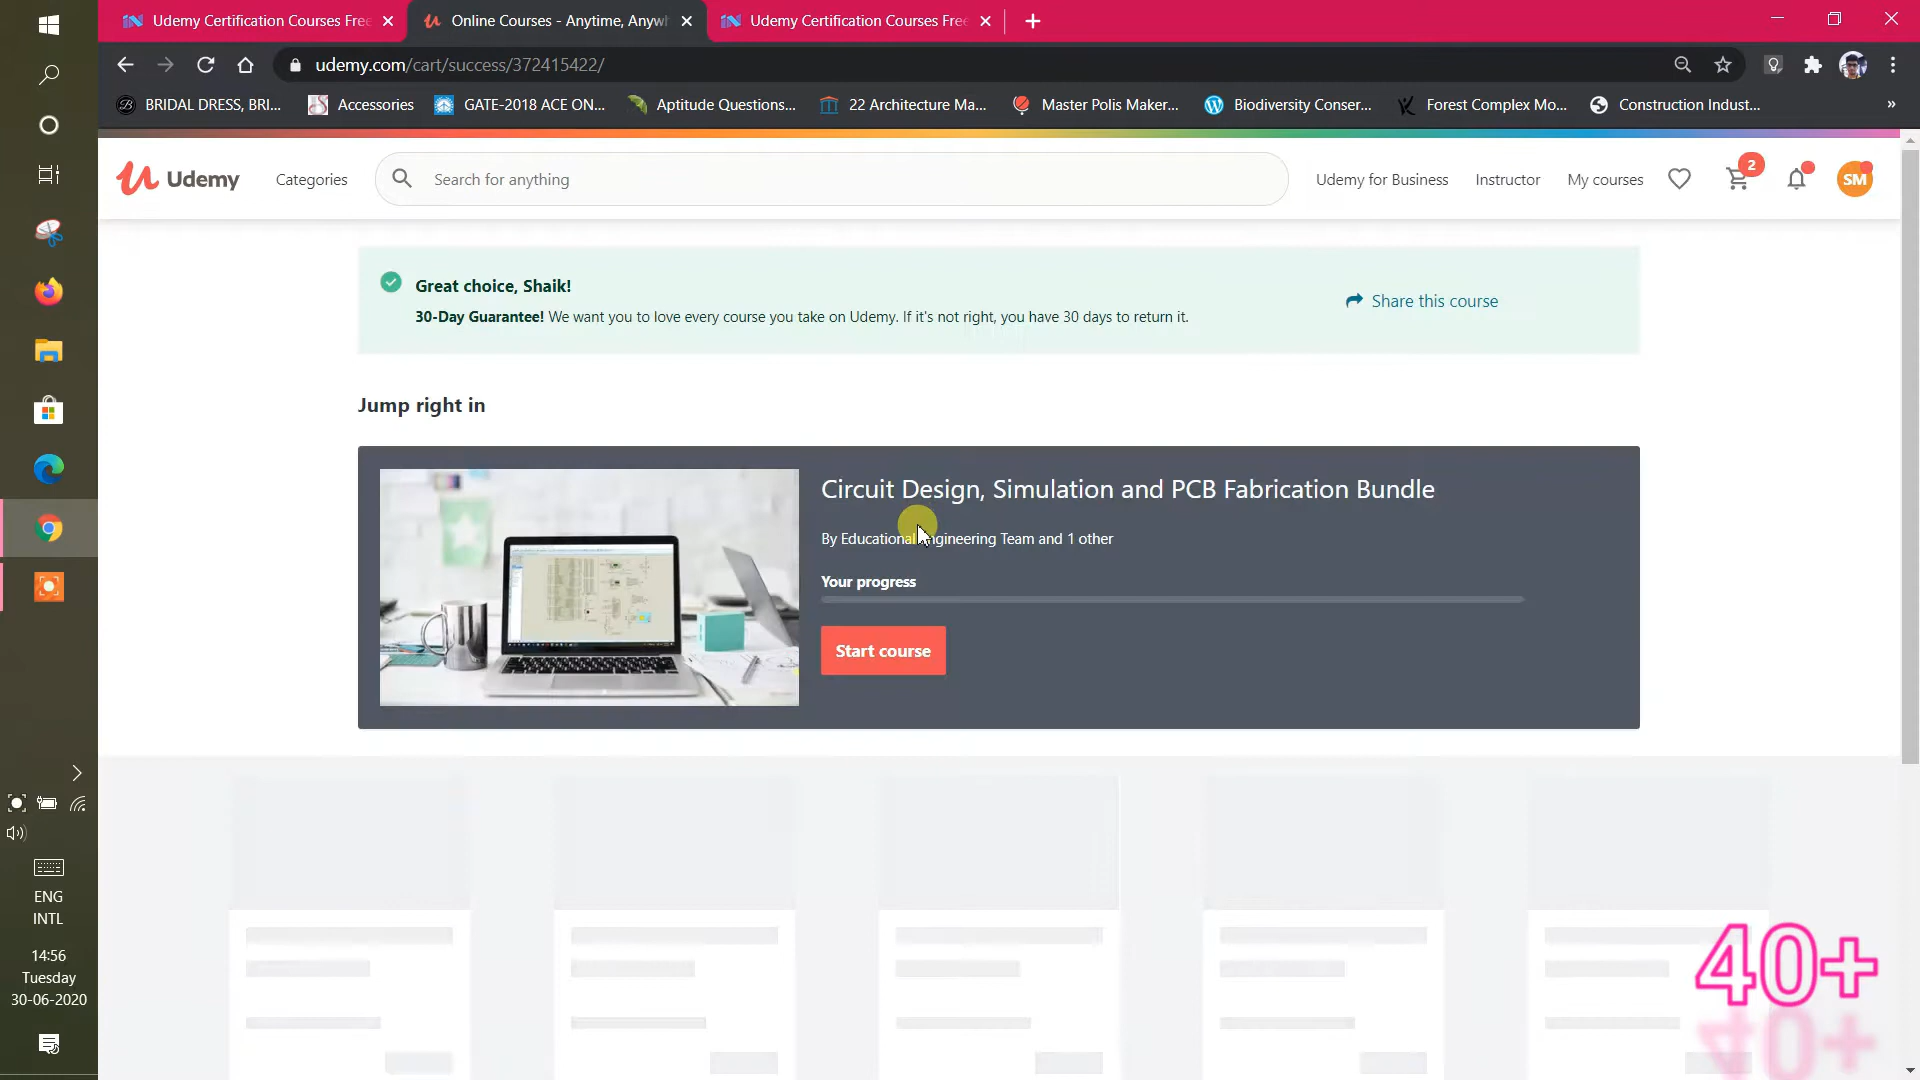 Udemy Certification Courses Free
Online Courses - Anytime, Anywh
Udemy Certification Courses Free
udemy.com/cart/success/372415422/
BRIDAL DRESS, BRI...
Accessories
GATE-2018 ACE ON...
Aptitude Questions...
22 Architecture Ma...
Master Polis Maker...
Biodiversity Conser...
Forest Complex Mo...
Construction Indust...
Udemy
Categories
Search for anything
Udemy for Business
Instructor
My courses
2
SM
Great choice, Shaik!
30-Day Guarantee! We want you to love every course you take on Udemy. If it's not right, you have 30 days to return it.
Share this course
Jump right in
Circuit Design, Simulation and PCB Fabrication Bundle
By Educational Engineering Team and 1 other
Your progress
Start course
ENG
INTL
14:56
Tuesday
30-06-2020
40+